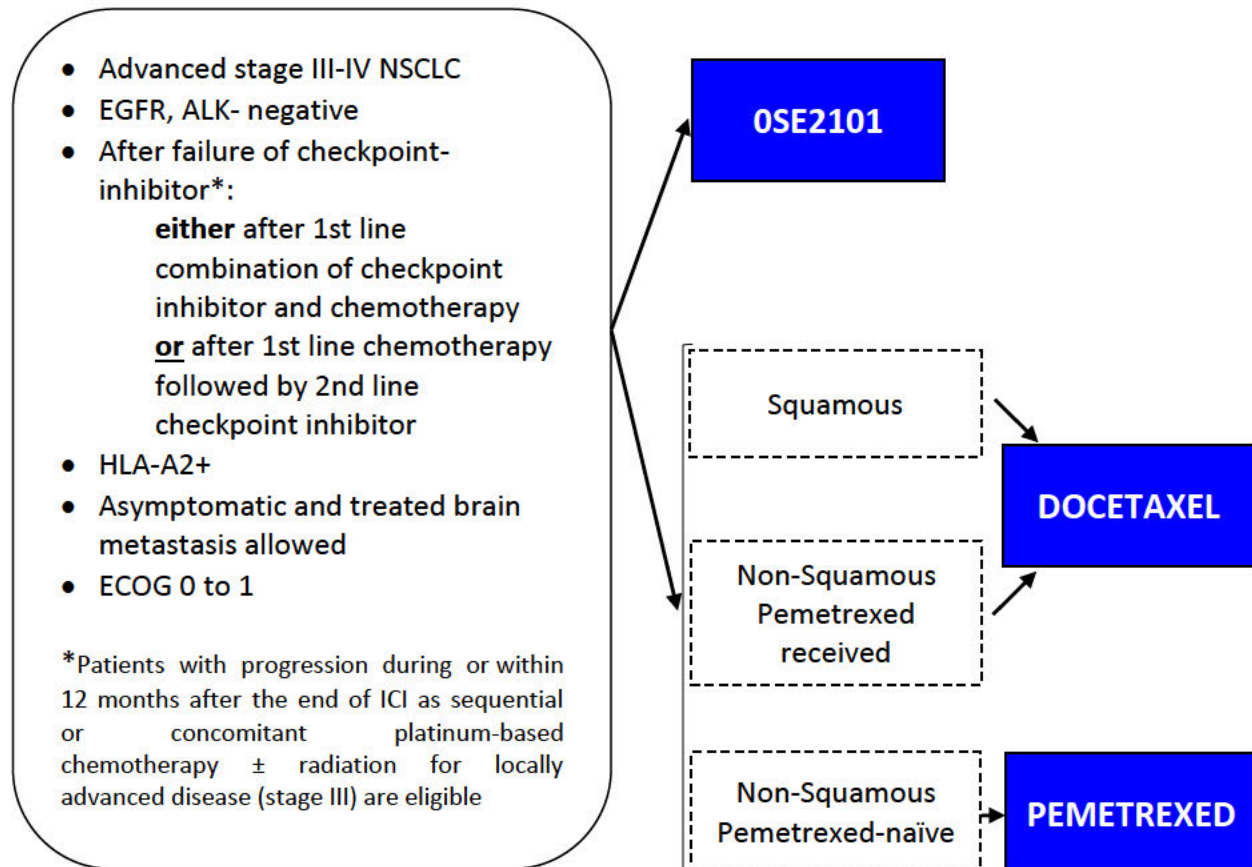 • Advanced stage III-IV NSCLC
• EGFR, ALK- negative
• After failure of checkpoint-
inhibitor*:
either after 1st line
combination of checkpoint
inhibitor and chemotherapy
or after 1st line chemotherapy
followed by 2nd line
checkpoint inhibitor
• HLA-A2+
• Asymptomatic and treated brain
metastasis allowed
• ECOG 0 to 1
*Patients with progression during or within
12 months after the end of ICI as sequential
or concomitant platinum-based
chemotherapy ± radiation for locally
advanced disease (stage III) are eligible
0SE2101
Squamous
Non-Squamous
Pemetrexed
received
DOCETAXEL
Non-Squamous
Pemetrexed-naïve
PEMETREXED